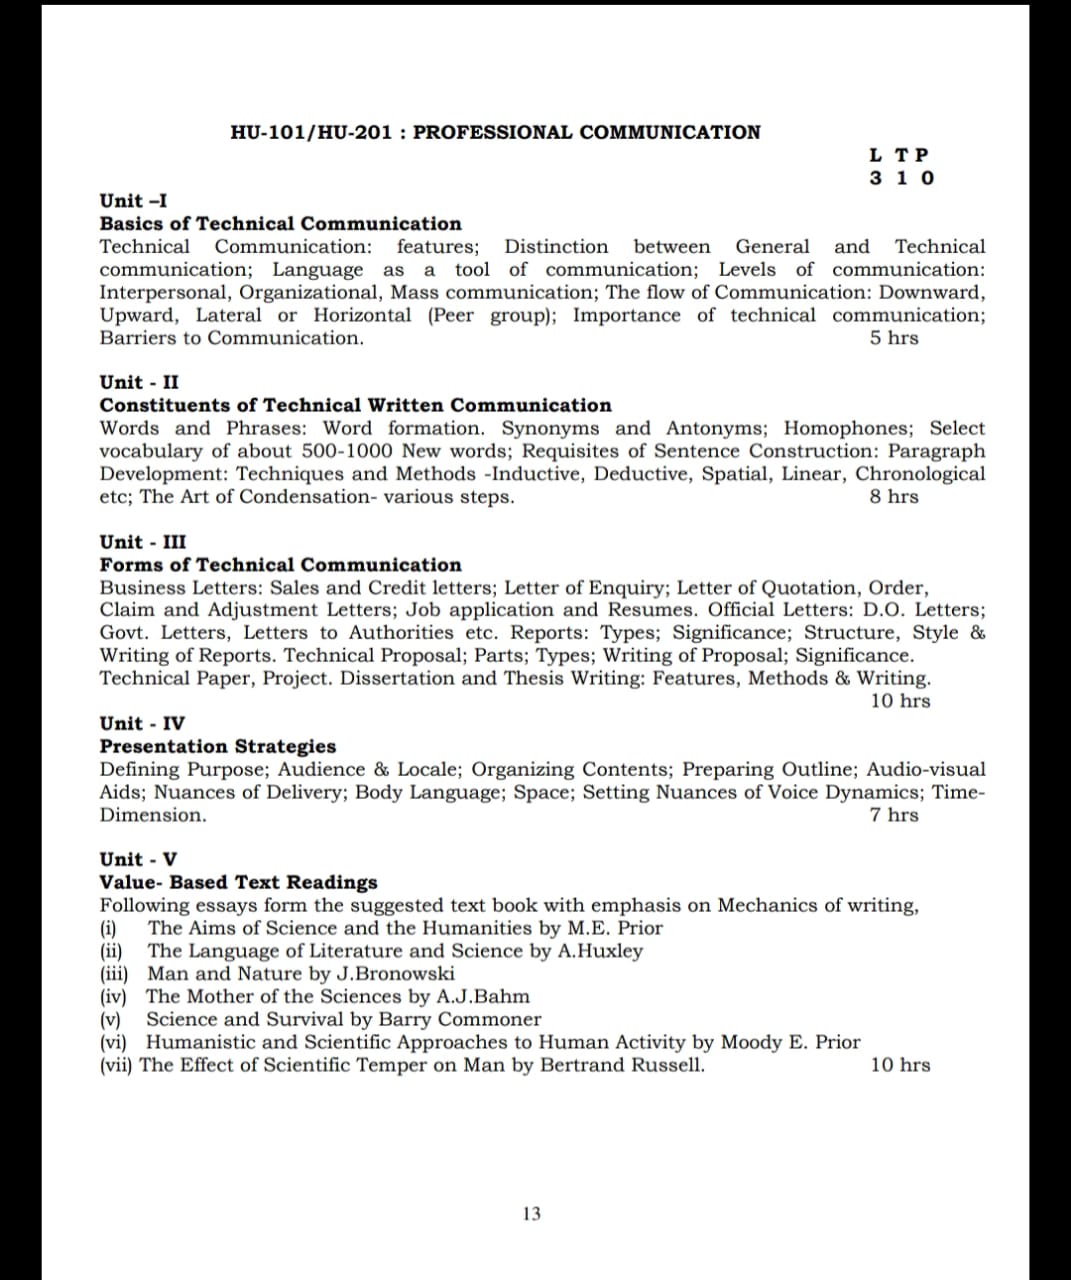 HU-101/HU-201 : PROFESSIONAL COMMUNICATION
L T P
3 1 0
Unit –I
Basics of Technical Communication
Technical Communication: features; Distinction between General and Technical
communication; Language as a tool of communication; Levels of communication:
Interpersonal, Organizational, Mass communication; The flow of Communication: Downward,
Upward, Lateral or Horizontal (Peer group); Importance of technical communication;
Barriers to Communication. 5 hrs
Unit - II
Constituents of Technical Written Communication
Words and Phrases: Word formation. Synonyms and Antonyms; Homophones; Select
vocabulary of about 500-1000 New words; Requisites of Sentence Construction: Paragraph
Development: Techniques and Methods -Inductive, Deductive, Spatial, Linear, Chronological
etc; The Art of Condensation- various steps. 8 hrs
Unit - III
Forms of Technical Communication
Business Letters: Sales and Credit letters; Letter of Enquiry; Letter of Quotation, Order,
Claim and Adjustment Letters; Job application and Resumes. Official Letters: D.O. Letters;
Govt. Letters, Letters to Authorities etc. Reports: Types; Significance; Structure, Style &
Writing of Reports. Technical Proposal; Parts; Types; Writing of Proposal; Significance.
Technical Paper, Project. Dissertation and Thesis Writing: Features, Methods & Writing.
10 hrs
Unit - IV
Presentation Strategies
Defining Purpose; Audience & Locale; Organizing Contents; Preparing Outline; Audio-visual
Aids; Nuances of Delivery; Body Language; Space; Setting Nuances of Voice Dynamics; Time-
Dimension. 7 hrs
Unit - V
Value- Based Text Readings
Following essays form the suggested text book with emphasis on Mechanics of writing,
(i) The Aims of Science and the Humanities by M.E. Prior
(ii) The Language of Literature and Science by A.Huxley
(iii) Man and Nature by J.Bronowski
(iv) The Mother of the Sciences by A.J.Bahm
(v) Science and Survival by Barry Commoner
(vi) Humanistic and Scientific Approaches to Human Activity by Moody E. Prior
(vii) The Effect of Scientific Temper on Man by Bertrand Russell. 10 hrs
13